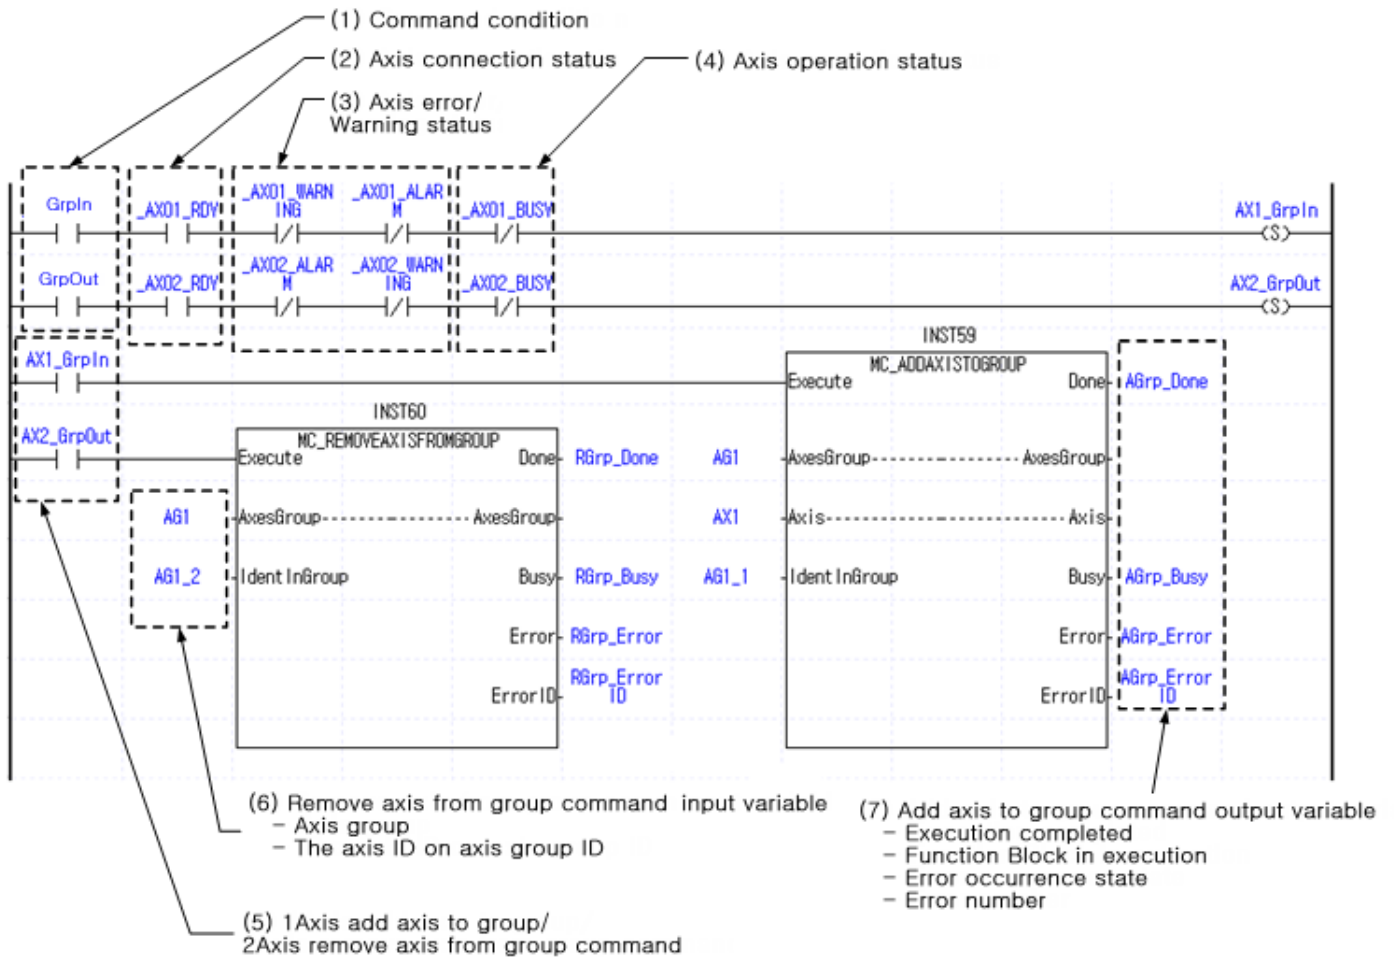 (1) Command condition
(2) Axis connection status
(4) Axis operation status
(3) Axis error/
Warning status
GrpIn
_AX01_RDY
_AX01_WARN
ING
_AX01_ALAR
M
_AX01_BUSY
AX1_GrpIn
(S)
GrpOut
_AX02_RDY
_AX02_ALAR
M
_AX02_WARN
ING
_AX02_BUSY
AX2_GrpOut
(S)
INST59
AX1_GrpIn
MC_ADDAXISTOGROUP
Execute
Done
AGrp_Done
INST60
AX2_GrpOut
MC_REMOVEAXISFROMGROUP
Execute
Done
RGrp_Done
AG1
AxesGroup
AxesGroup
AG1
AxesGroup
AxesGroup
AX1
Axis
Axis
AG1_2
IdentInGroup
Busy
RGrp_Busy
AG1_1
IdentInGroup
Busy
AGrp_Busy
Error
RGrp_Error
Error
AGrp_Error
ErrorID
RGrp_Error
ID
ErrorID
AGrp_Error
ID
(6) Remove axis from group command input variable
- Axis group
- The axis ID on axis group ID
(7) Add axis to group command output variable
- Execution completed
- Function Block in execution
- Error occurrence state
- Error number
(5) 1Axis add axis to group/
2Axis remove axis from group command